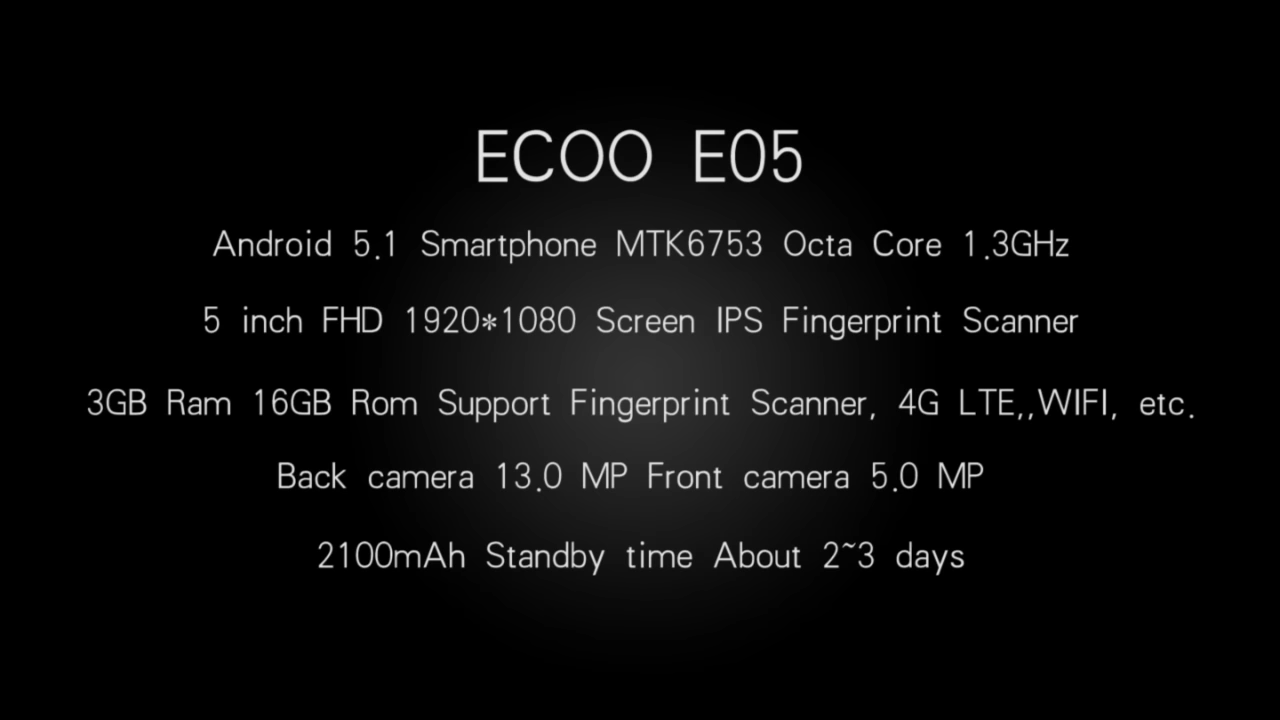 ECOO E05
Android 5.1 Smartphone MTK6753 Octa Core 1.3GHz
5 inch FHD 1920*1080 Screen IPS Fingerprint Scanner
3GB Ram 16GB Rom Support Fingerprint Scanner, 4G LTE,,WIFI, etc.
Back camera 13.0 MP Front camera 5.0 MP
2100mAh Standby time About 2~3 days